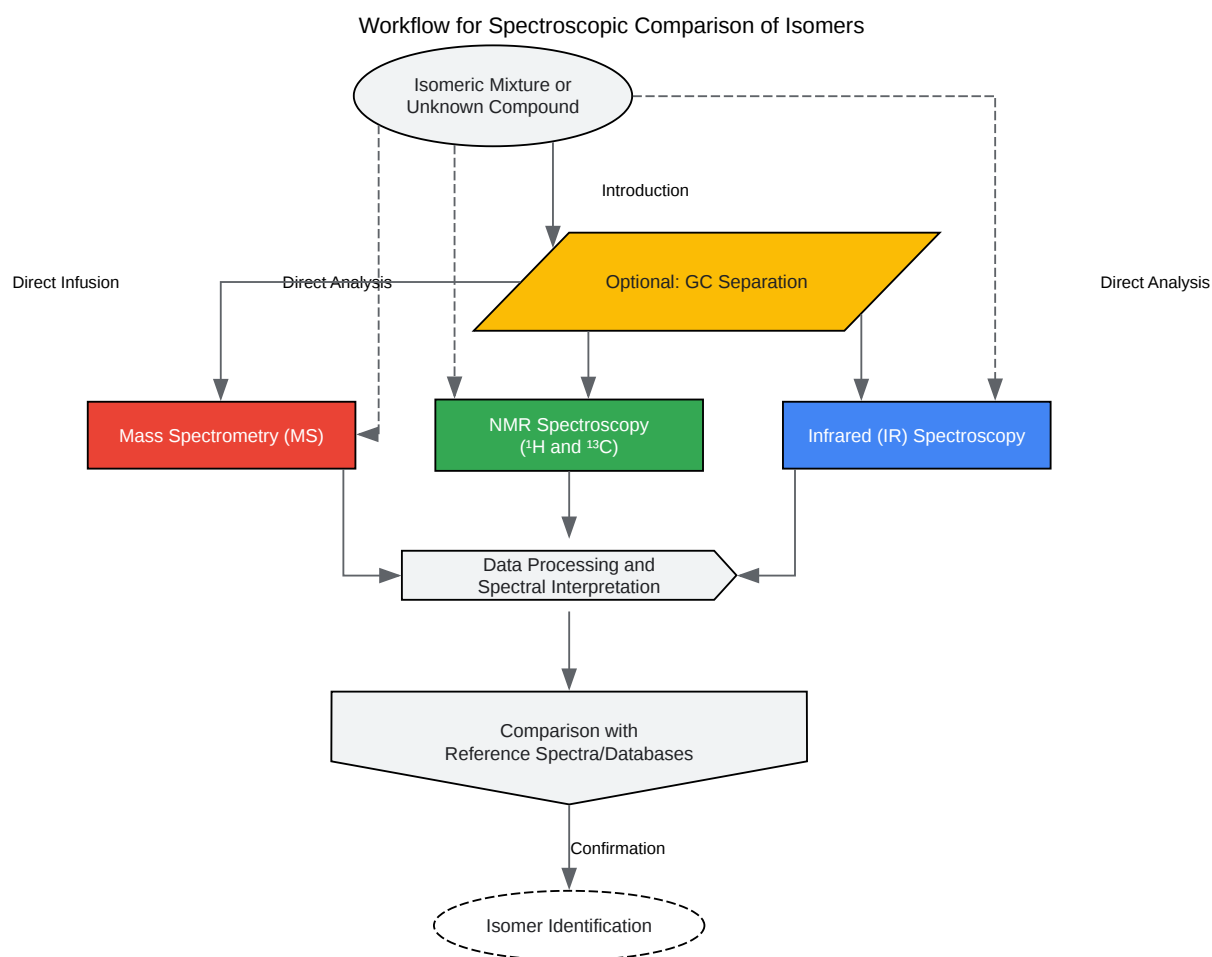 Workflow for Spectroscopic Comparison of Isomers
Isomeric Mixture or
Unknown Compound
Introduction
Direct Infusion
Direct Analysis
Optional: GC Separation
Direct Analysis
Mass Spectrometry (MS)
NMR Spectroscopy
(¹H and ¹³C)
Infrared (IR) Spectroscopy
Data Processing and
Spectral Interpretation
Comparison with
Reference Spectra/Databases
Confirmation
Isomer Identification